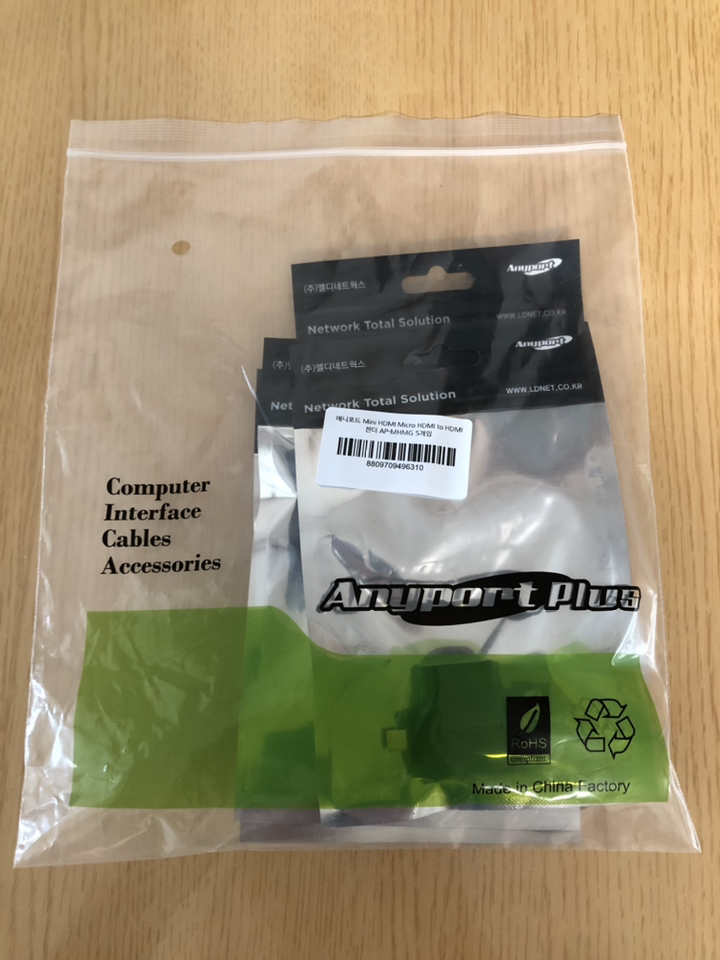 Anyport
(주)엘디네트웍스
WWW.LDNET.CO.KR
Network Total Solution
Anyport
(주)
(주)엘디네트웍스
WWW.LDNET.CO.KR
Net
Network Total Solution
애니포트 Mini HDMI Micro HDMI to HDMI
젠더 AP-MHMG 5개입
8809709496310
Computer
Interface
Cables
Accessories
Anyport Plus
RoHS
compliant
Made in China Factory